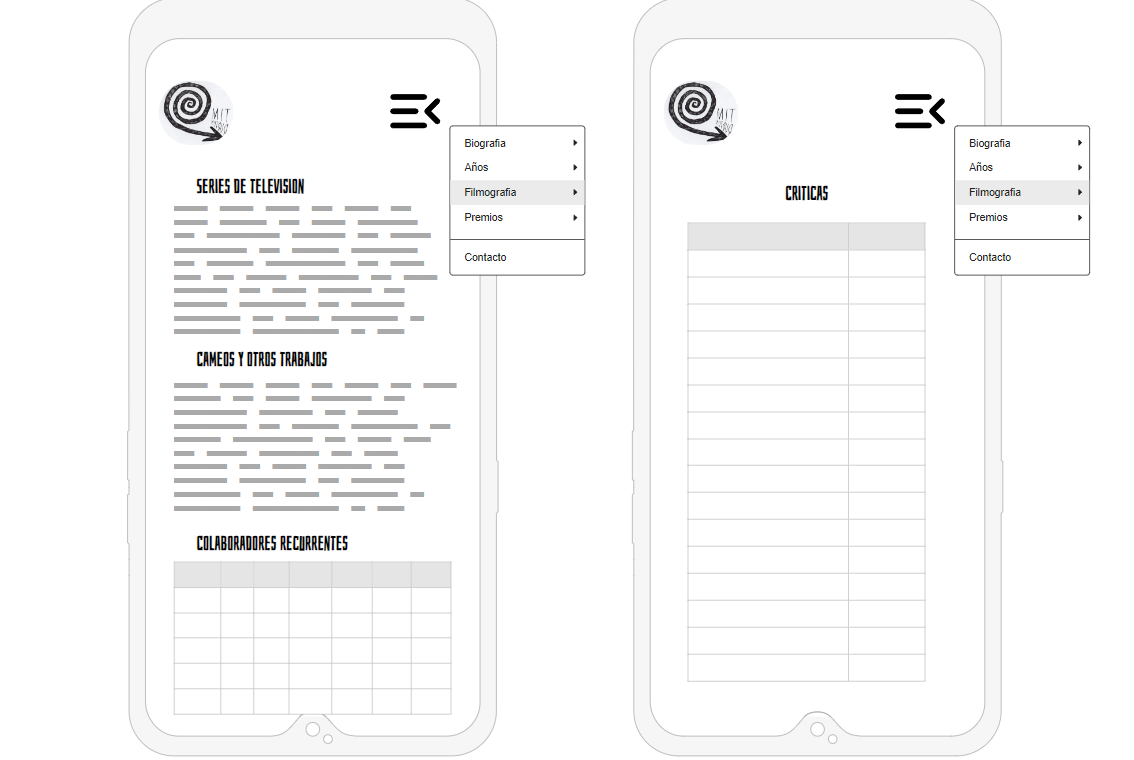 MIT
Biografia
Años
Filmografia
Premios
Contacto
SERIES DE TELEVISION
CAMEOS Y OTROS TRABAJOS
COLABORADORES RECURRENTES
MIT
Biografia
Años
Filmografia
Premios
Contacto
CRITICAS